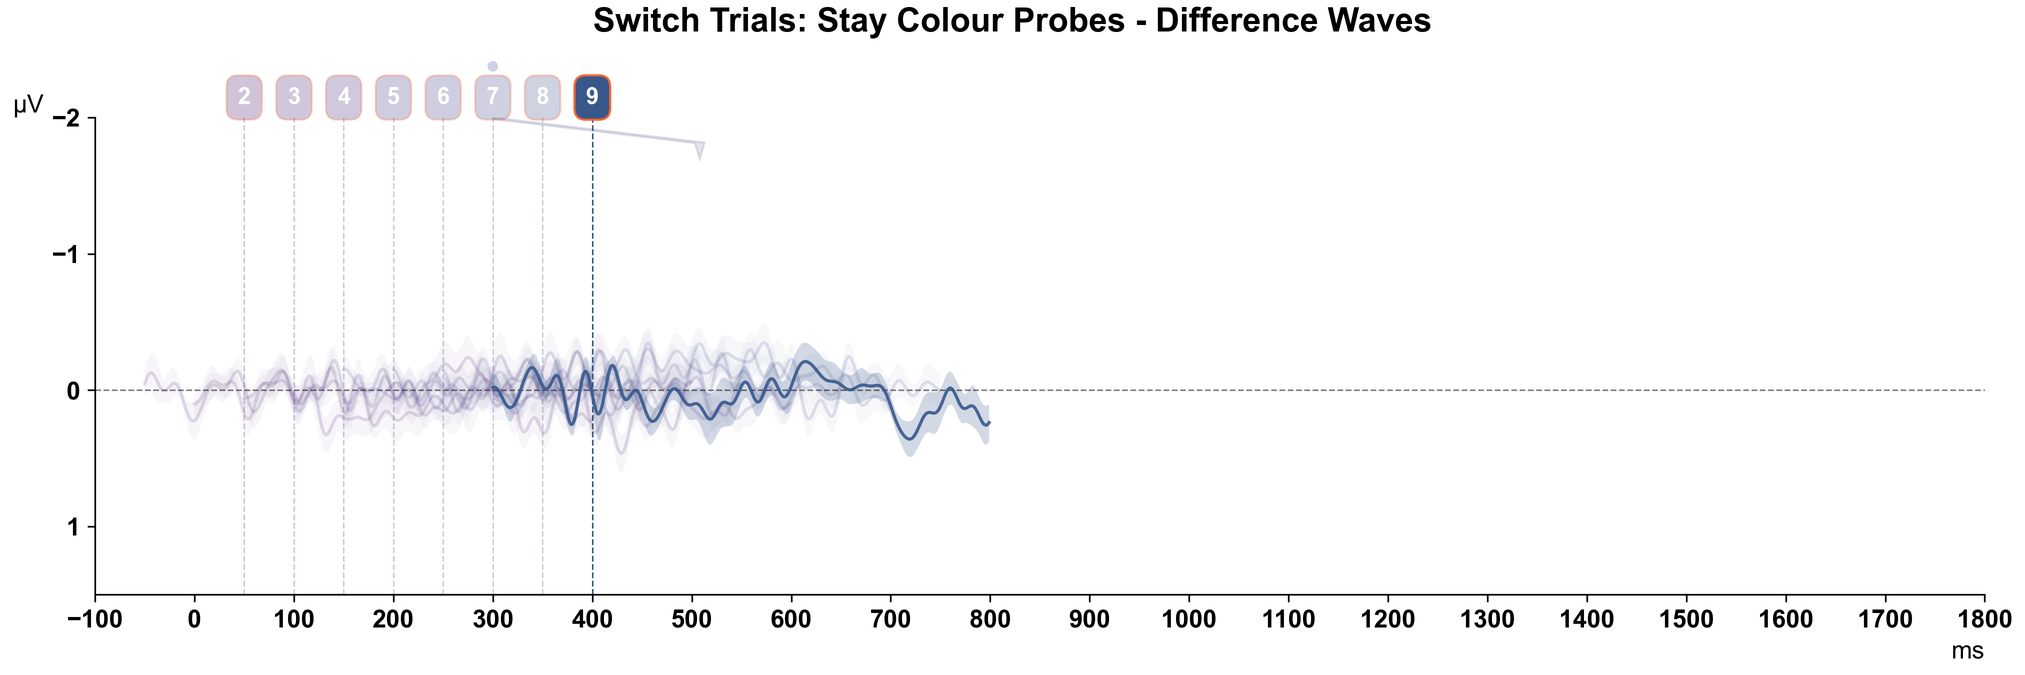 Switch Trials: Stay Colour Probes - Difference Waves
2 3 4 5 6 7 8 9
µV
−2
−1
0
1
−100 0 100 200 300 400 500 600 700 800 900 1000 1100 1200 1300 1400 1500 1600 1700 1800
ms